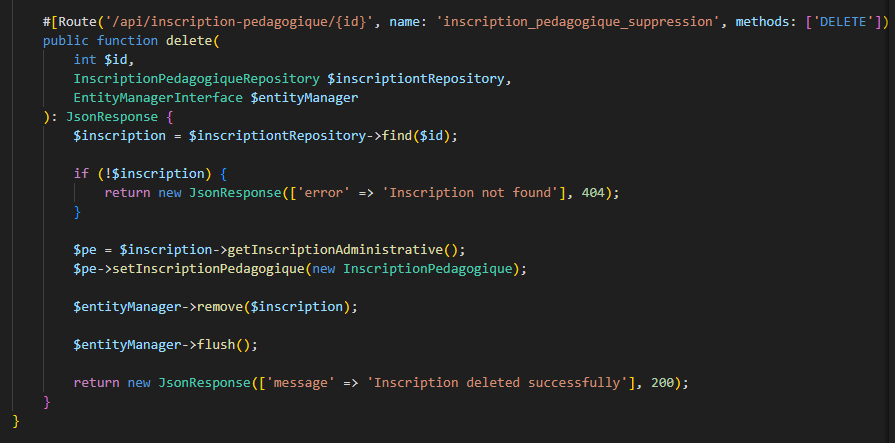 #[Route('/api/inscription-pedagogique/{id}', name: 'inscription_pedagogique_suppression', methods: ['DELETE'])]
public function delete(
int $id,
InscriptionPedagogiqueRepository $inscriptiontRepository,
EntityManagerInterface $entityManager
): JsonResponse {
$inscription = $inscriptiontRepository->find($id);
if (!$inscription) {
return new JsonResponse(['error' => 'Inscription not found'], 404);
}
$pe = $inscription->getInscriptionAdministrative();
$pe->setInscriptionPedagogique(new InscriptionPedagogique);
$entityManager->remove($inscription);
$entityManager->flush();
return new JsonResponse(['message' => 'Inscription deleted successfully'], 200);
}
}